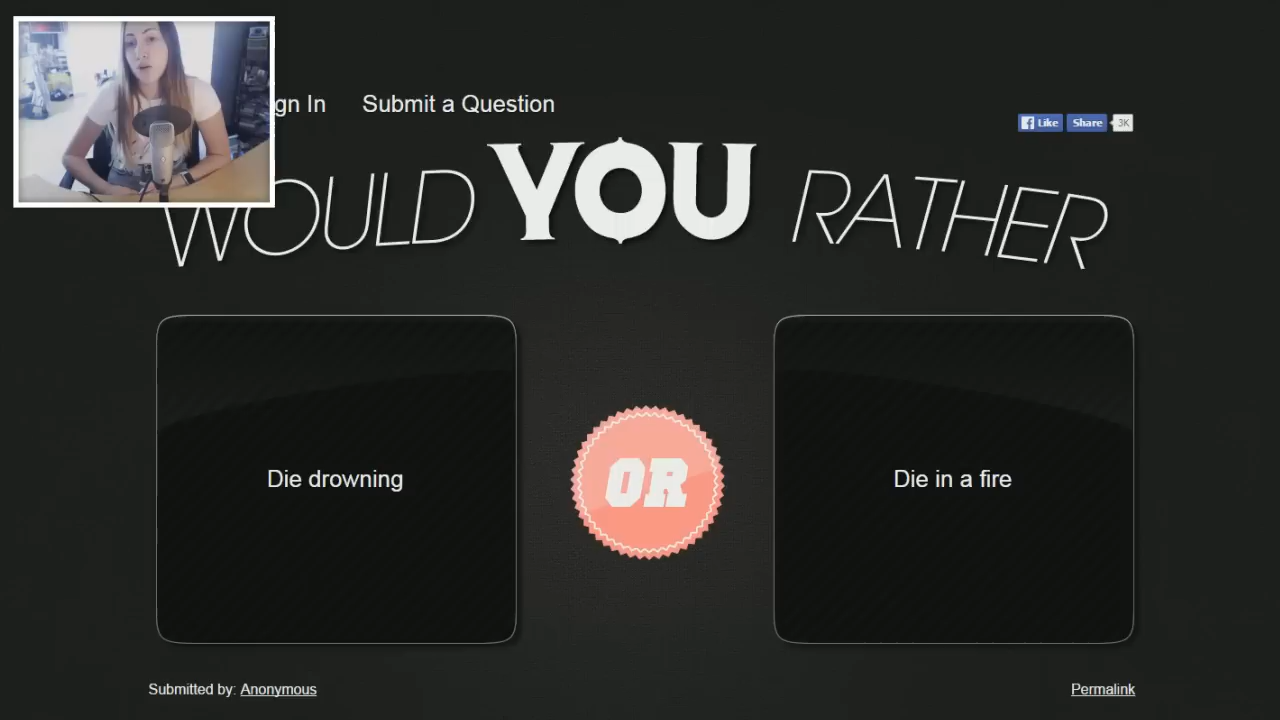 gn In
Submit a Question
Like
Share
3K
WOULD YOU RATHER
Die drowning
OR
Die in a fire
Submitted by: Anonymous
Permalink